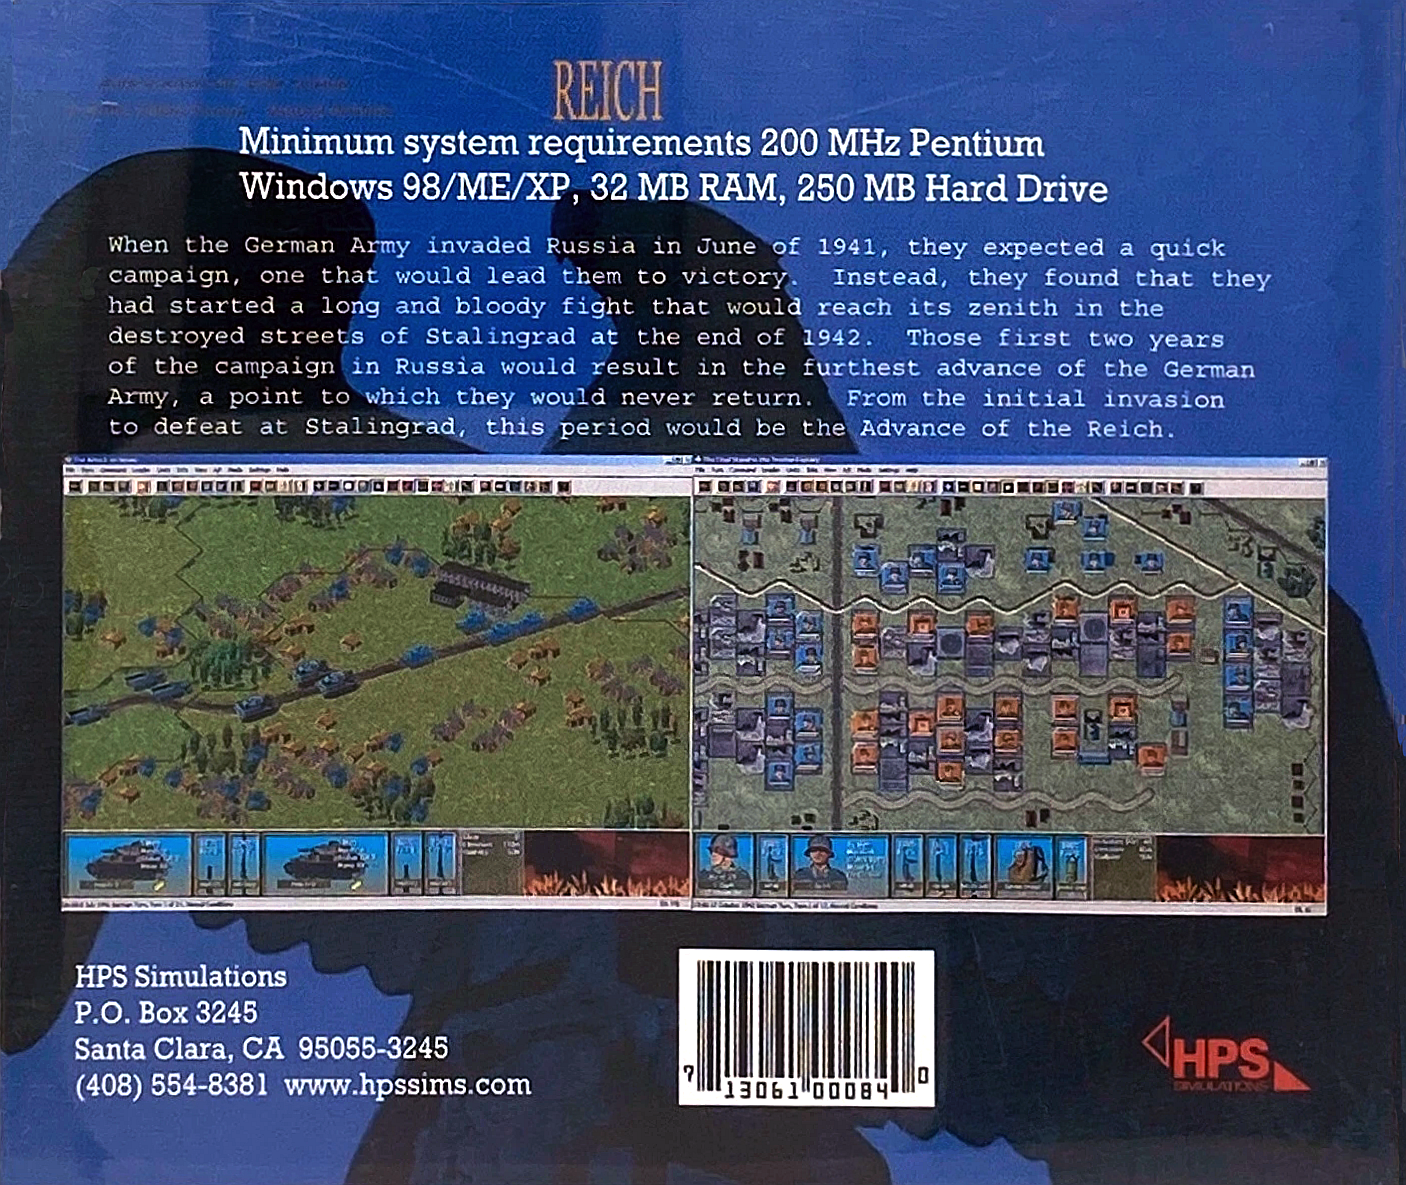 REICH
Minimum system requirements 200 MHz Pentium
Windows 98/ME/XP, 32 MB RAM, 250 MB Hard Drive
When the German Army invaded Russia in June of 1941, they expected a quick
campaign, one that would lead them to victory.  Instead, they found that they
had started a long and bloody fight that would reach its zenith in the
destroyed streets of Stalingrad at the end of 1942.  Those first two years
of the campaign in Russia would result in the furthest advance of the German
Army, a point to which they would never return.  From the initial invasion
to defeat at Stalingrad, this period would be the Advance of the Reich.
HPS Simulations
P.O. Box 3245
Santa Clara, CA  95055-3245
(408) 554-8381  www.hpssims.com
7 13061 00084 0
HPS
SIMULATIONS